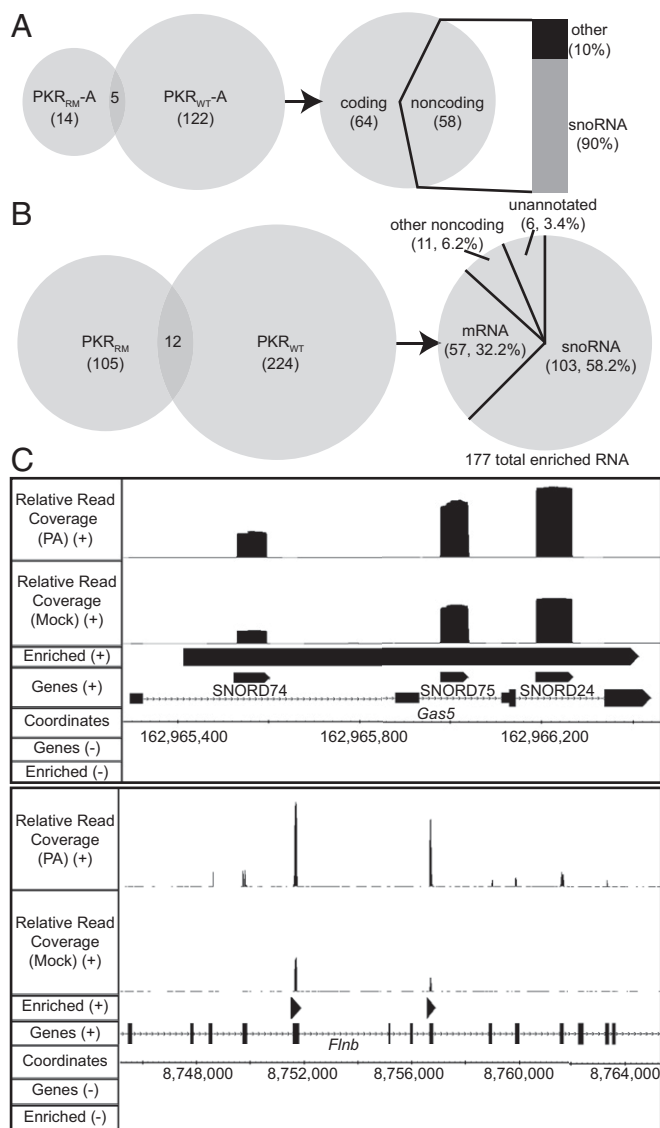 A
PKRRM-A
(14)
5
PKRWT-A
(122)
coding
(64)
noncoding
(58)
other
(10%)
snoRNA
(90%)
B
PKRRM
(105)
12
PKRWT
(224)
unannotated
(6, 3.4%)
other noncoding
(11, 6.2%)
mRNA
(57, 32.2%)
snoRNA
(103, 58.2%)
177 total enriched RNA
C
Relative Read
Coverage
(PA) (+)
Relative Read
Coverage
(Mock) (+)
Enriched (+)
Genes (+)
SNORD74
SNORD75
SNORD24
Gas5
Coordinates
162,965,400
162,965,800
162,966,200
Genes (-)
Enriched (-)
Relative Read
Coverage
(PA) (+)
Relative Read
Coverage
(Mock) (+)
Enriched (+)
Genes (+)
Flnb
Coordinates
8,748,000
8,752,000
8,756,000
8,760,000
8,764,000
Genes (-)
Enriched (-)